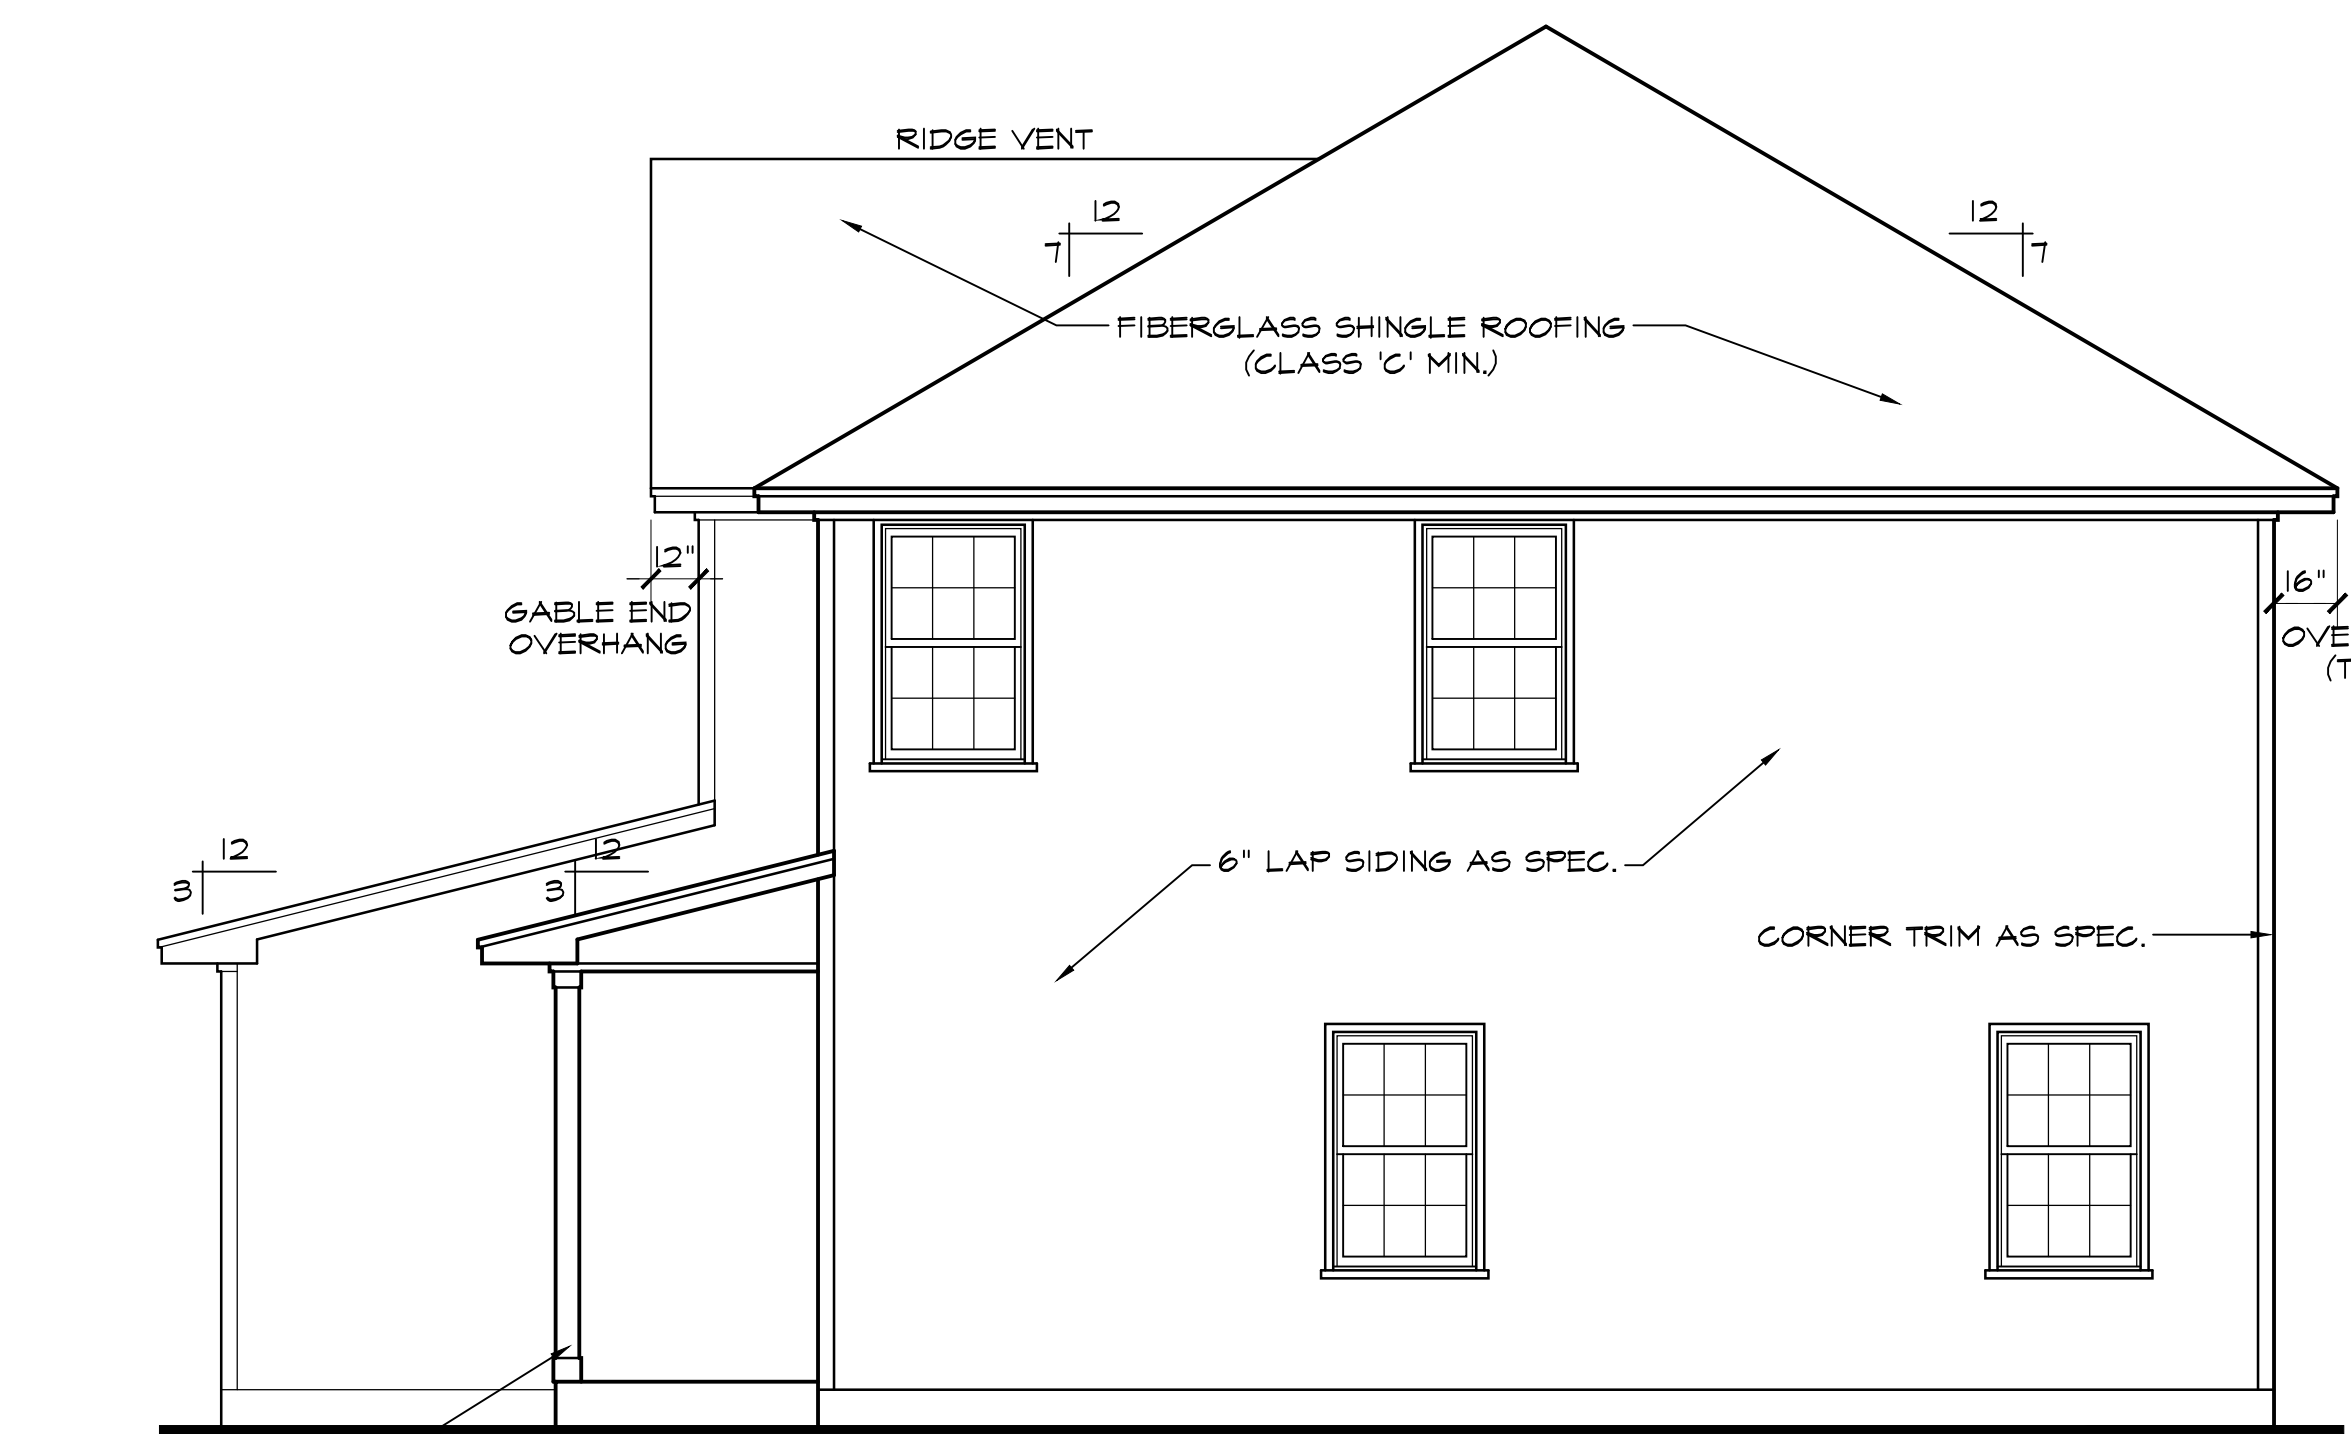 RIDGE VENT
12
7
12
7
FIBERGLASS SHINGLE ROOFING
(CLASS 'C' MIN.)
12"
GABLE END
OVERHANG
16"
12
3
12
3
6" LAP SIDING AS SPEC.
CORNER TRIM AS SPEC.